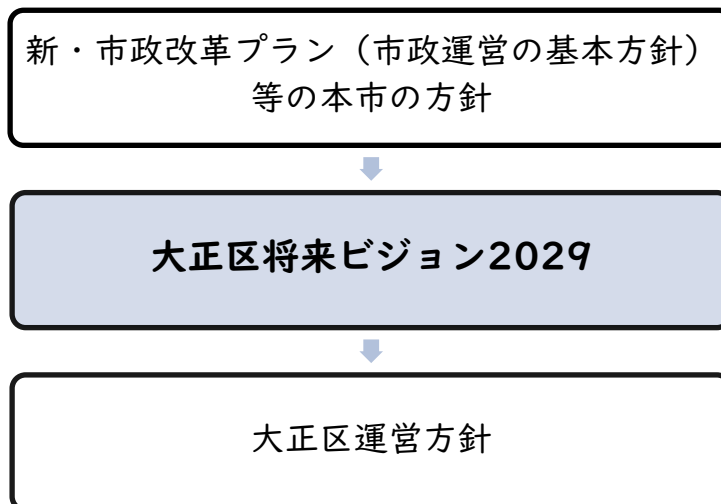 新・市政改革プラン（市政運営の基本方針）
等の本市の方針
大正区将来ビジョン2029
大正区運営方針